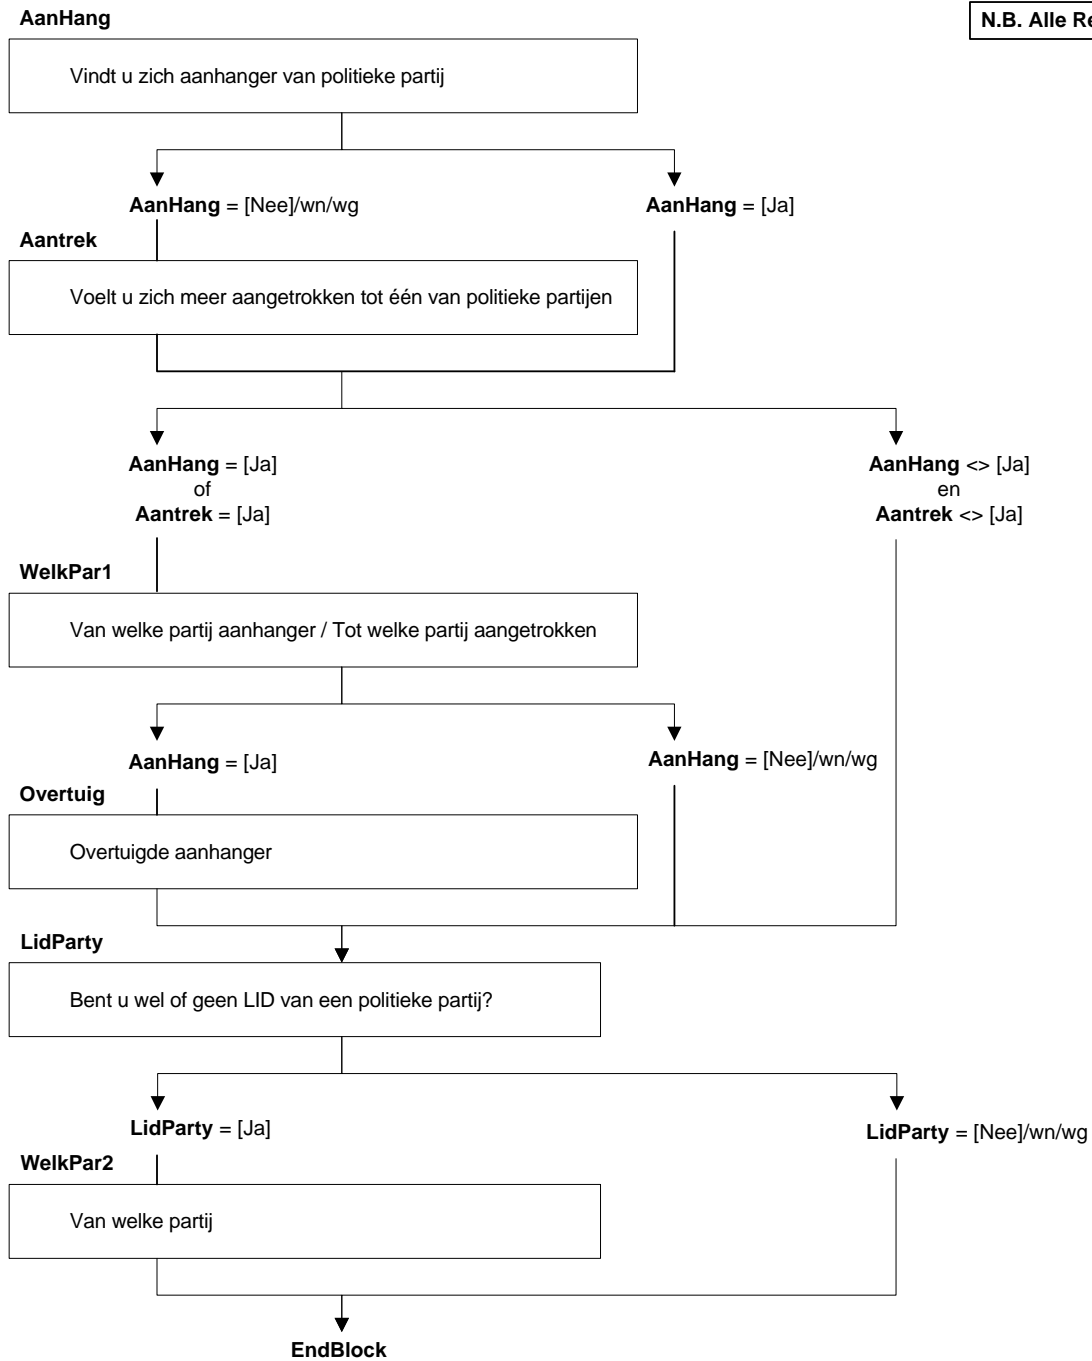 AanHang
N.B. Alle
Vindt u zich aanhanger van politieke partij
AanHang = [Nee]/wn/wg
AanHang = [Ja]
Aantrek
Voelt u zich meer aangetrokken tot één van politieke partijen
AanHang = [Ja]
of
Aantrek = [Ja]
AanHang <> [Ja]
en
Aantrek <> [Ja]
WelkPar1
Van welke partij aanhanger / Tot welke partij aangetrokken
AanHang = [Ja]
AanHang = [Nee]/wn/wg
Overtuig
Overtuigde aanhanger
LidParty
Bent u wel of geen LID van een politieke partij?
LidParty = [Ja]
LidParty = [Nee]/wn/wg
WelkPar2
Van welke partij
EndBlock